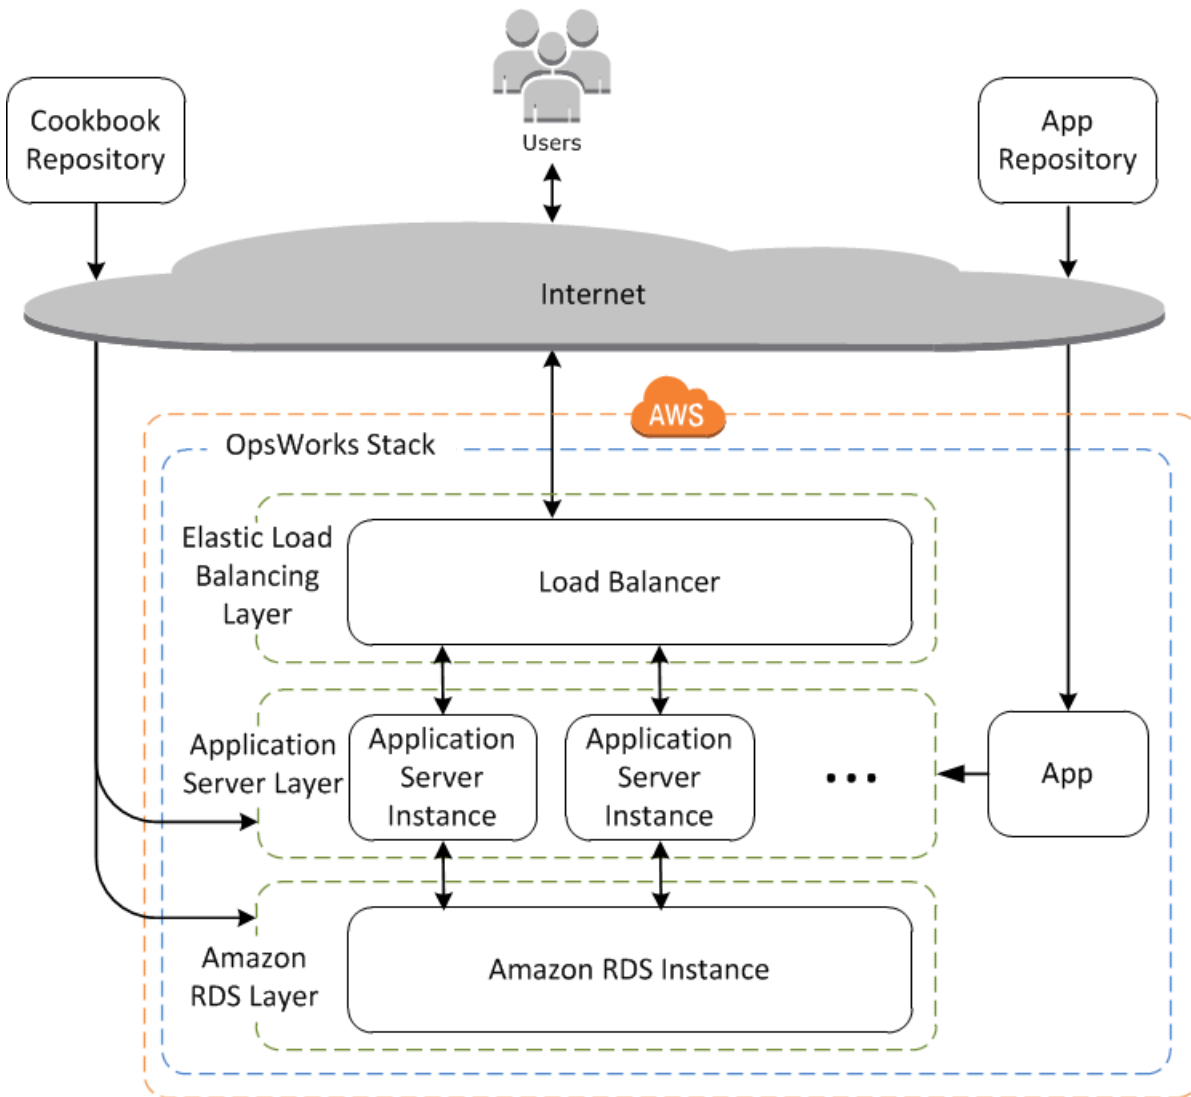 Users
Cookbook
Repository
App
Repository
Internet
AWS
OpsWorks Stack
Elastic Load
Balancing
Layer
Load Balancer
Application
Server Layer
Application
Server
Instance
Application
Server
Instance
...
App
Amazon
RDS Layer
Amazon RDS Instance